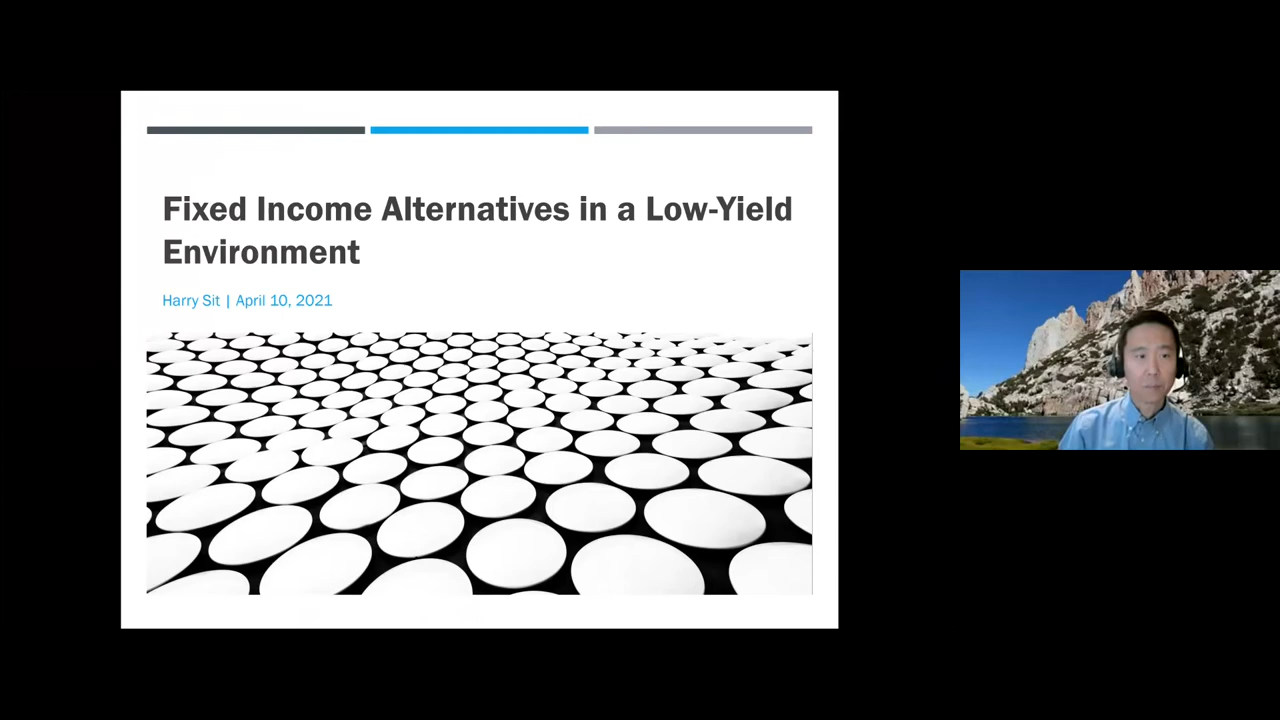 Fixed Income Alternatives in a Low-Yield
Environment
Harry Sit | April 10, 2021